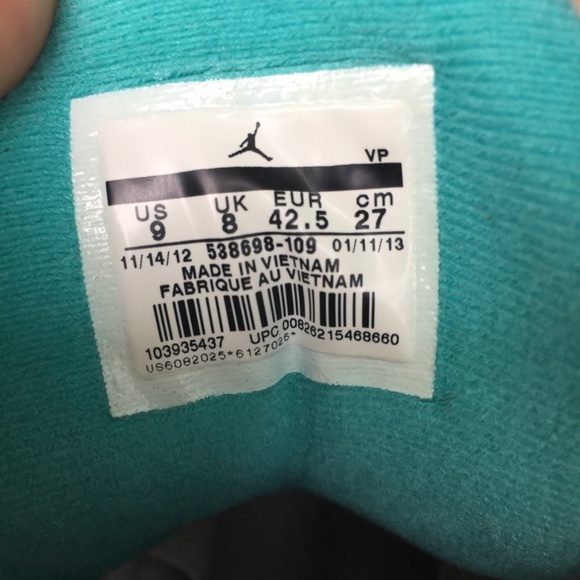 VP
US UK EUR cm
9 8 42.5 27
11/14/12 538698-109 01/11/13
MADE IN VIETNAM
FABRIQUE AU VIETNAM
103935437 UPC 00826215468660
US6082025*6127026*